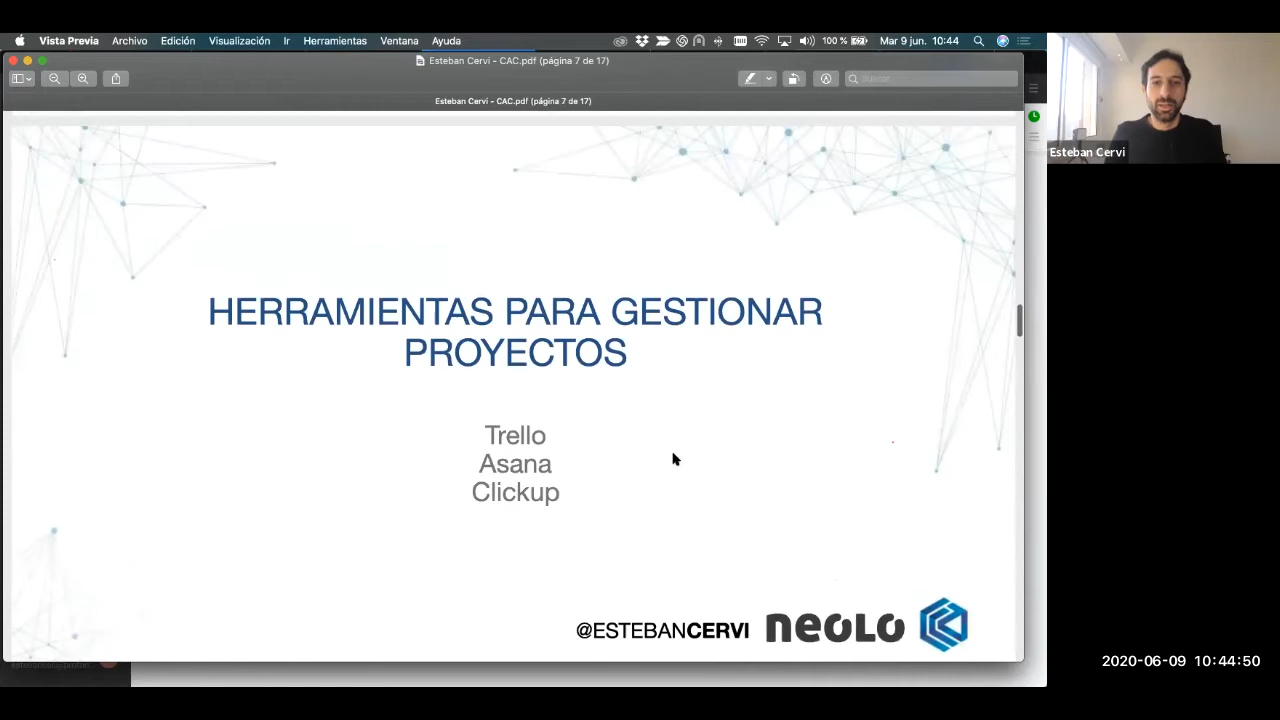 Vista Previa Archivo Edición Visualización Ir Herramientas Ventana Ayuda 100 % Mar 9 jun. 10:44
Esteban Cervi - CAC.pdf (página 7 de 17)
Buscar
Esteban Cervi - CAC.pdf (página 7 de 17)
Esteban Cervi
HERRAMIENTAS PARA GESTIONAR
PROYECTOS
Trello
Asana
Clickup
@ESTEBANCERVI neolo
2020-06-09 10:44:50